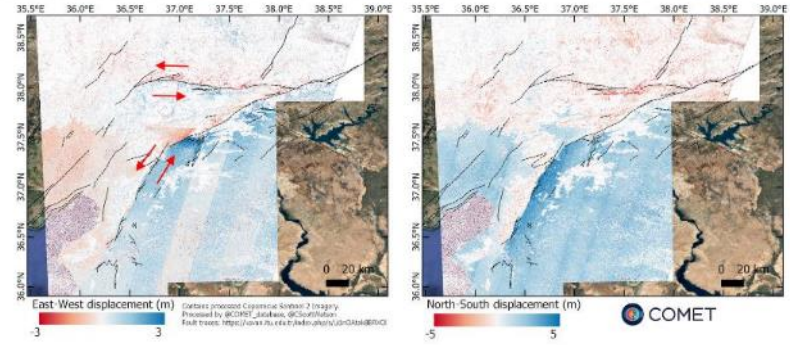 35.5°E 36.0°E 36.5°E 37.0°E 37.5°E 38.0°E 38.5°E 39.0°E
35.5°E 36.0°E 36.5°E 37.0°E 37.5°E 38.0°E 38.5°E 39.0°E
38.5°N
38.0°N
37.5°N
37.0°N
36.5°N
36.0°N
38.5°N
38.0°N
37.5°N
37.0°N
36.5°N
36.0°N
0 20 km
0 20 km
East-West displacement (m)
-3 3
Contains processed Copernicus Sentinel 2 Imagery.
Processed by @COMET_database, @CScottWatson
North-South displacement (m)
-5 5
COMET